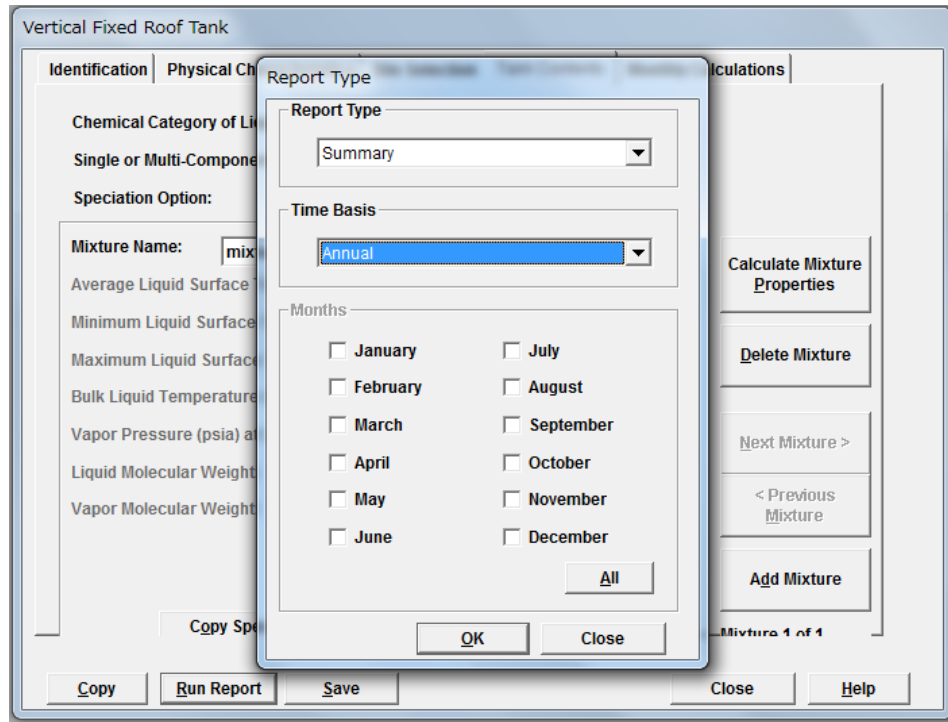 Vertical Fixed Roof Tank
Identification Physical Ch lculations
Report Type
Report Type
Summary
Time Basis
Annual
Months
January July
February August
March September
April October
May November
June December
All
OK Close
Chemical Category of Li
Single or Multi-Compone
Speciation Option:
Mixture Name: mix
Average Liquid Surface
Minimum Liquid Surface
Maximum Liquid Surfac
Bulk Liquid Temperature
Vapor Pressure (psia) a
Liquid Molecular Weight
Vapor Molecular Weight
Copy Spe
Calculate Mixture
Properties
Delete Mixture
Next Mixture >
< Previous
Mixture
Add Mixture
Mixture 1 of 1
Copy Run Report Save Close Help